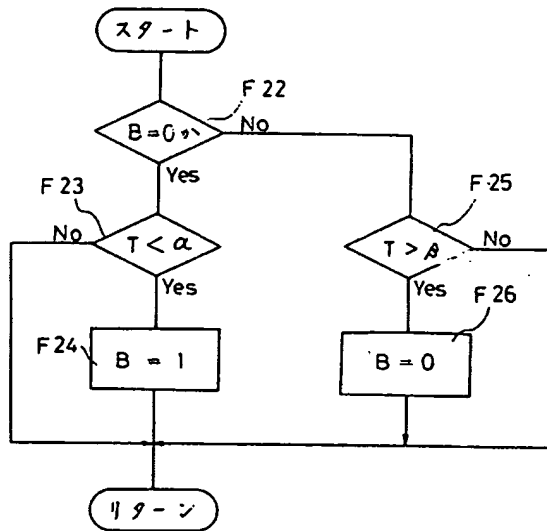 スタート
F22
B=0か
No
Yes
F23
F25
No
T<α
T>β
No
Yes
Yes
F26
F24
B = 1
B=0
リターン